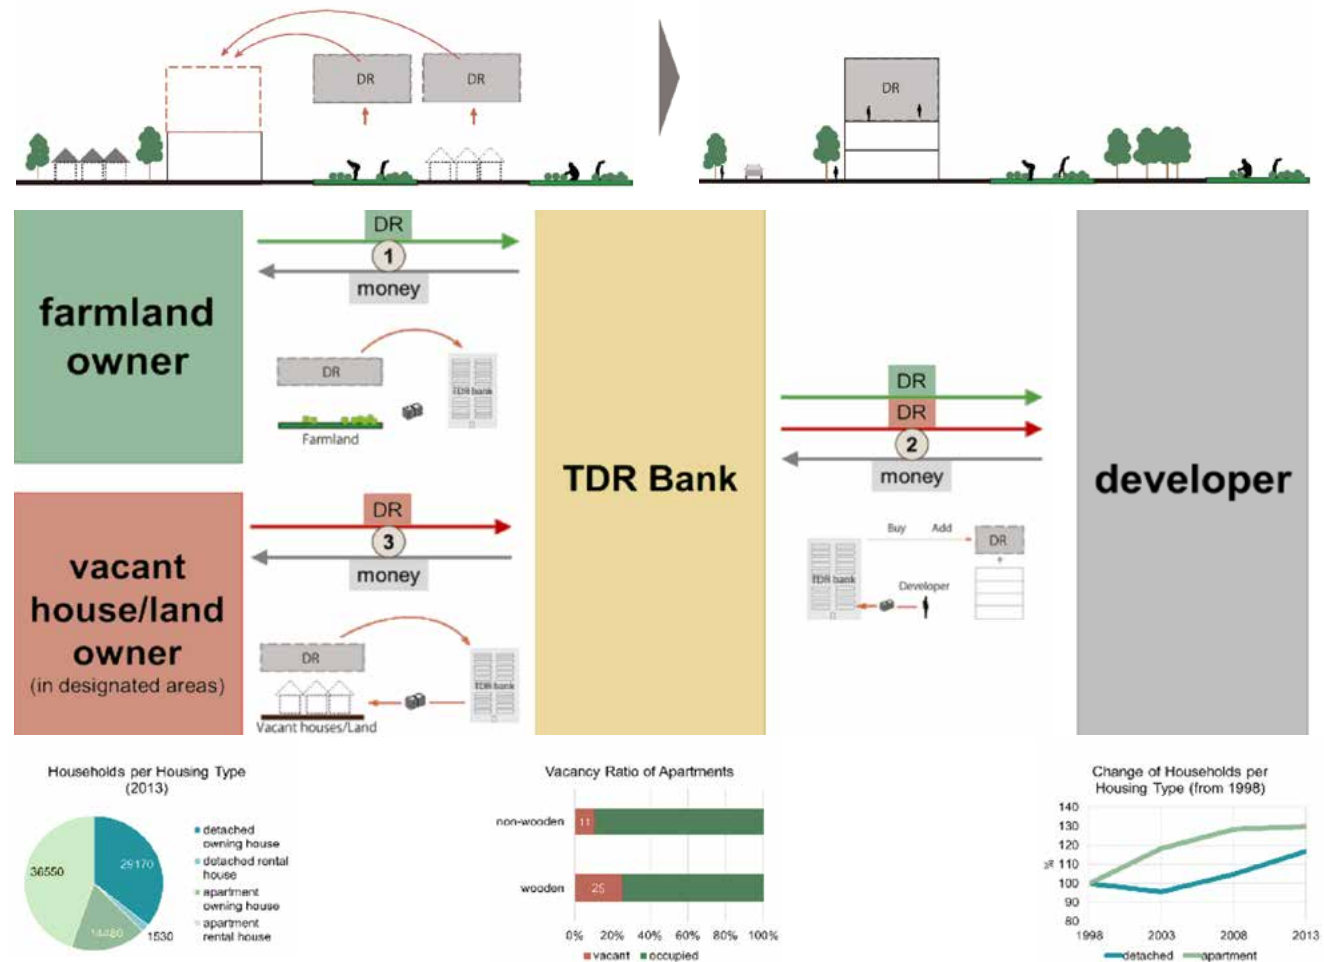 DR
DR
DR
DR
1
money
farmland
owner
DR
TDR bank
Farmland
DR
3
money
vacant
house/land
owner
(in designated areas)
DR
TDR bank
Vacant houses/Land
TDR Bank
DR
DR
2
money
Buy Add
DR
+
TDR bank
Developer
developer
Households per Housing Type
(2013)
36550
29170
14480
1530
detached
owning house
detached rental
house
apartment
owning house
apartment
rental house
Vacancy Ratio of Apartments
non-wooden
11
wooden
25
0% 20% 40% 60% 80% 100%
vacant occupied
Change of Households per
Housing Type (from 1998)
%
140
130
120
110
100
90
80
1998 2003 2008 2013
detached apartment